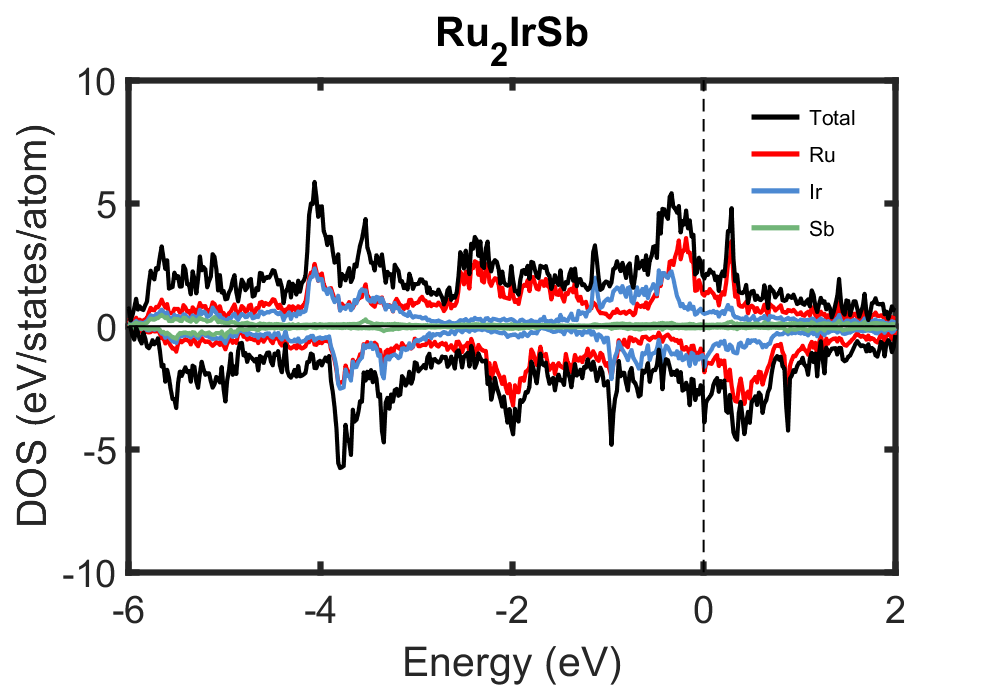 Ru₂IrSb
10
5
0
-5
-10
DOS (eV/states/atom)
Total
Ru
Ir
Sb
-6 -4 -2 0 2
Energy (eV)